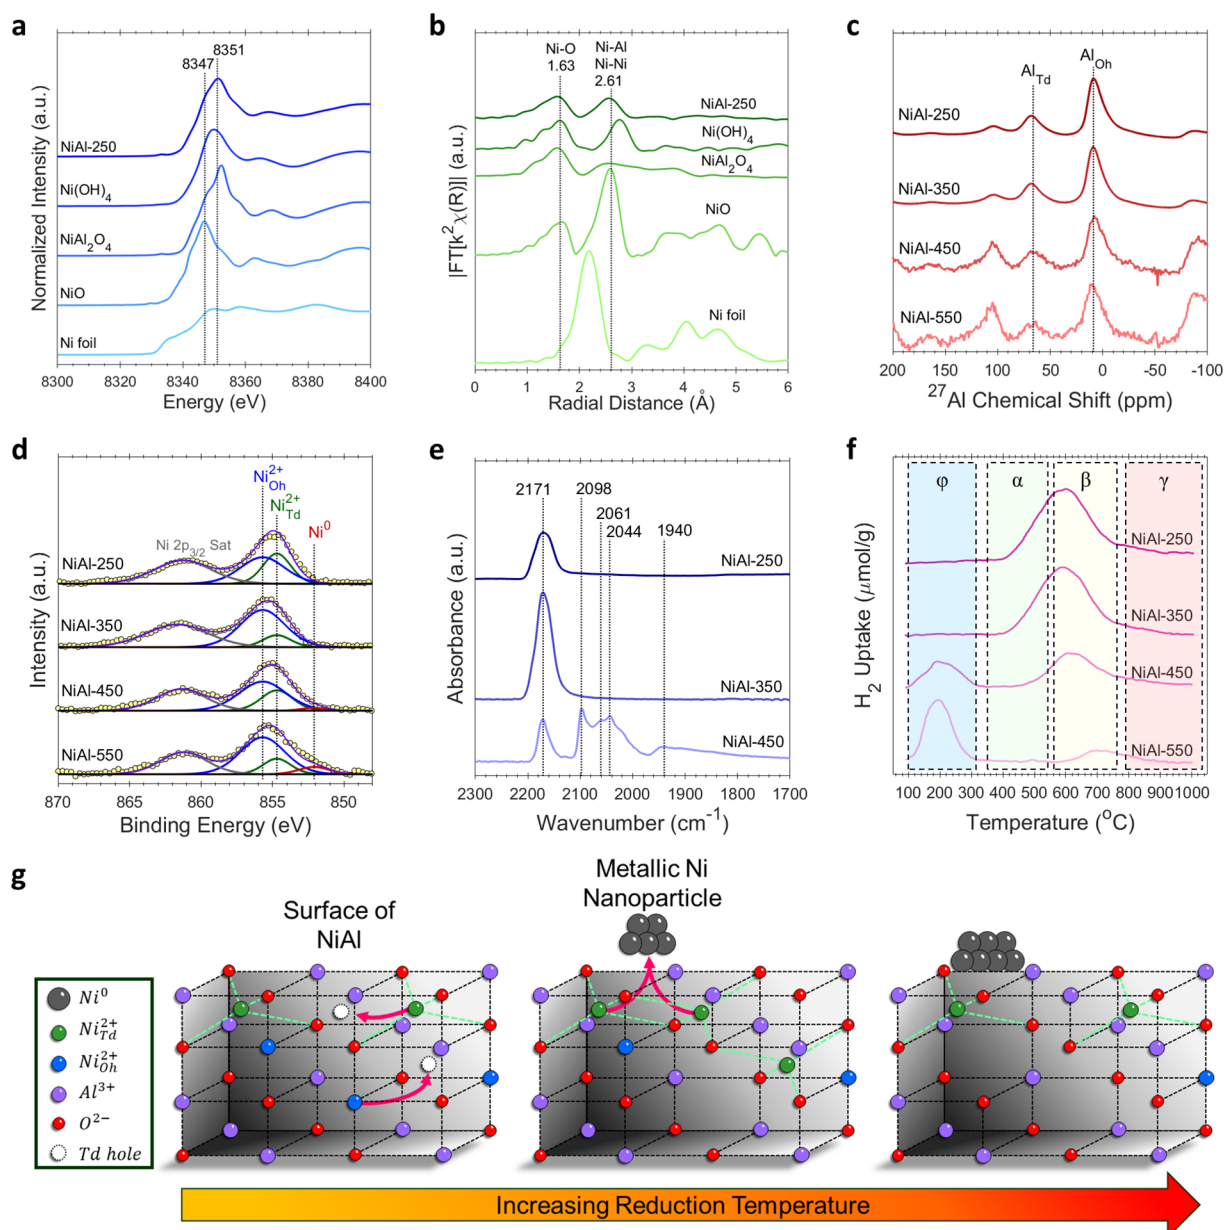 a
8351
8347
NiAl-250
Ni(OH)4
NiAl2O4
NiO
Ni foil
Normalized Intensity (a.u.)
8300 8320 8340 8360 8380 8400
Energy (eV)
b
Ni-O
1.63
Ni-Al
Ni-Ni
2.61
NiAl-250
Ni(OH)4
NiAl2O4
NiO
Ni foil
|FT[k²χ(R)]| (a.u.)
0 1 2 3 4 5 6
Radial Distance (Å)
c
AlTd
AlOh
NiAl-250
NiAl-350
NiAl-450
NiAl-550
200 150 100 50 0 -50 -100
²⁷Al Chemical Shift (ppm)
d
Ni²⁺Oh
Ni²⁺Td
Ni⁰
Ni 2p3/2 Sat
NiAl-250
NiAl-350
NiAl-450
NiAl-550
Intensity (a.u.)
870 865 860 855 850
Binding Energy (eV)
e
2171
2098
2061
2044
1940
NiAl-250
NiAl-350
NiAl-450
Absorbance (a.u.)
2300 2200 2100 2000 1900 1800 1700
Wavenumber (cm⁻¹)
f
φ α β γ
NiAl-250
NiAl-350
NiAl-450
NiAl-550
H2 Uptake (μmol/g)
100 200 300 400 500 600 700 800 900 1000
Temperature (°C)
g
Surface of
NiAl
Metallic Ni
Nanoparticle
Ni⁰
Ni²⁺Td
Ni²⁺Oh
Al³⁺
O²⁻
Td hole
Increasing Reduction Temperature